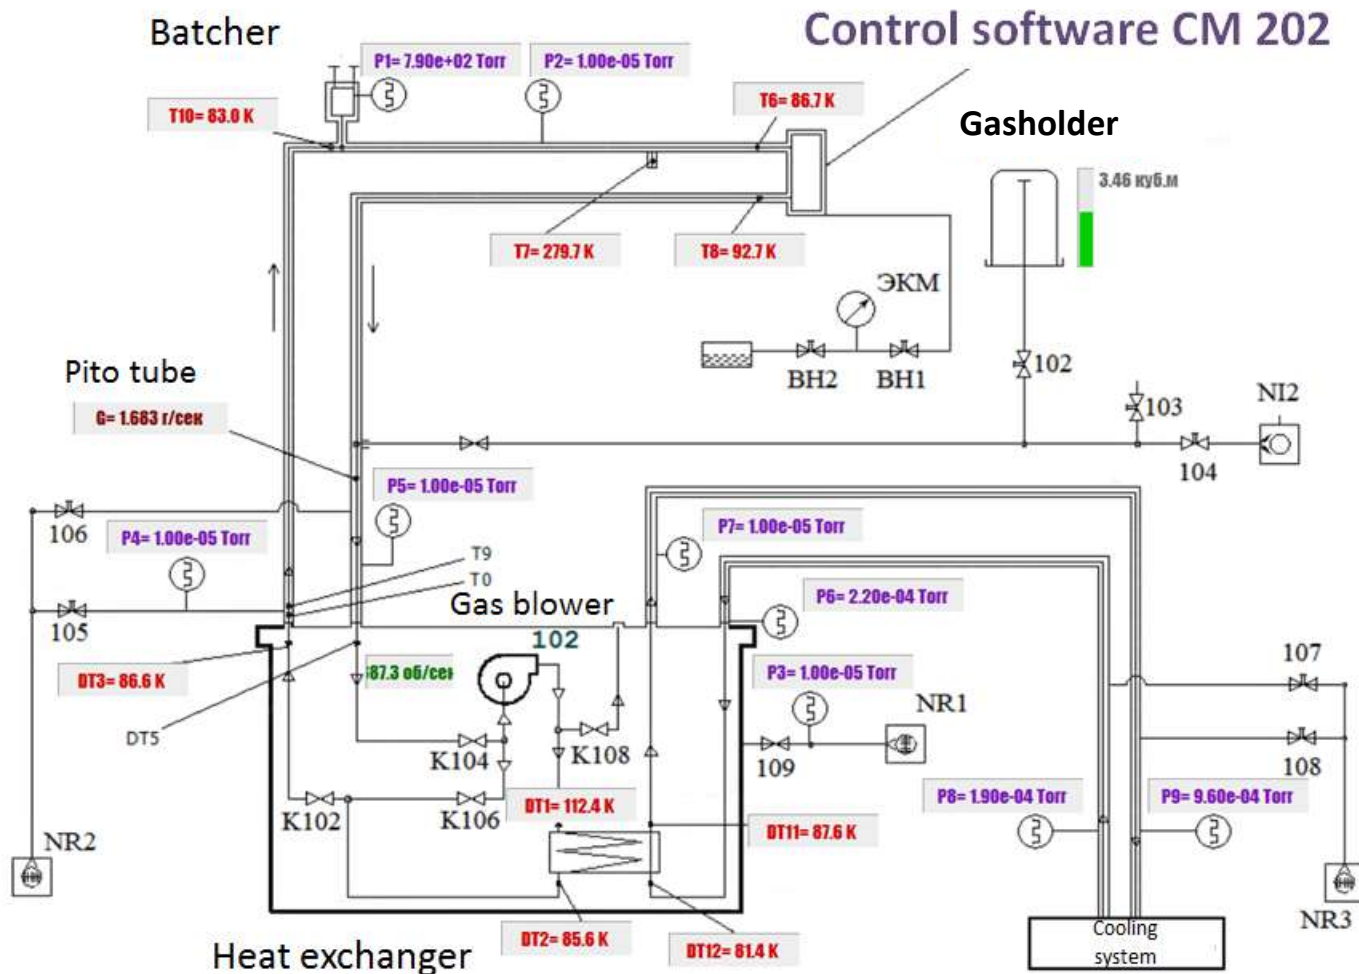 Batcher
Control software CM 202
P1= 7.90e+02 Torr
P2= 1.00e-05 Torr
T10= 83.0 K
T6= 86.7 K
Gasholder
3.46 куб.м
T7= 279.7 K
T8= 92.7 K
ЭКМ
BH2
BH1
102
Pito tube
G= 1.683 г/сек
103
NI2
104
P5= 1.00e-05 Torr
106
P4= 1.00e-05 Torr
P7= 1.00e-05 Torr
T9
T0
Gas blower
102
P6= 2.20e-04 Torr
105
DT3= 86.6 K
87.3 об/сек
P3= 1.00e-05 Torr
107
NR1
DT5
K104
K108
109
108
K102
K106
DT1= 112.4 K
P8= 1.90e-04 Torr
P9= 9.60e-04 Torr
NR2
DT11= 87.6 K
NR3
DT2= 85.6 K
DT12= 81.4 K
Heat exchanger
Cooling
system